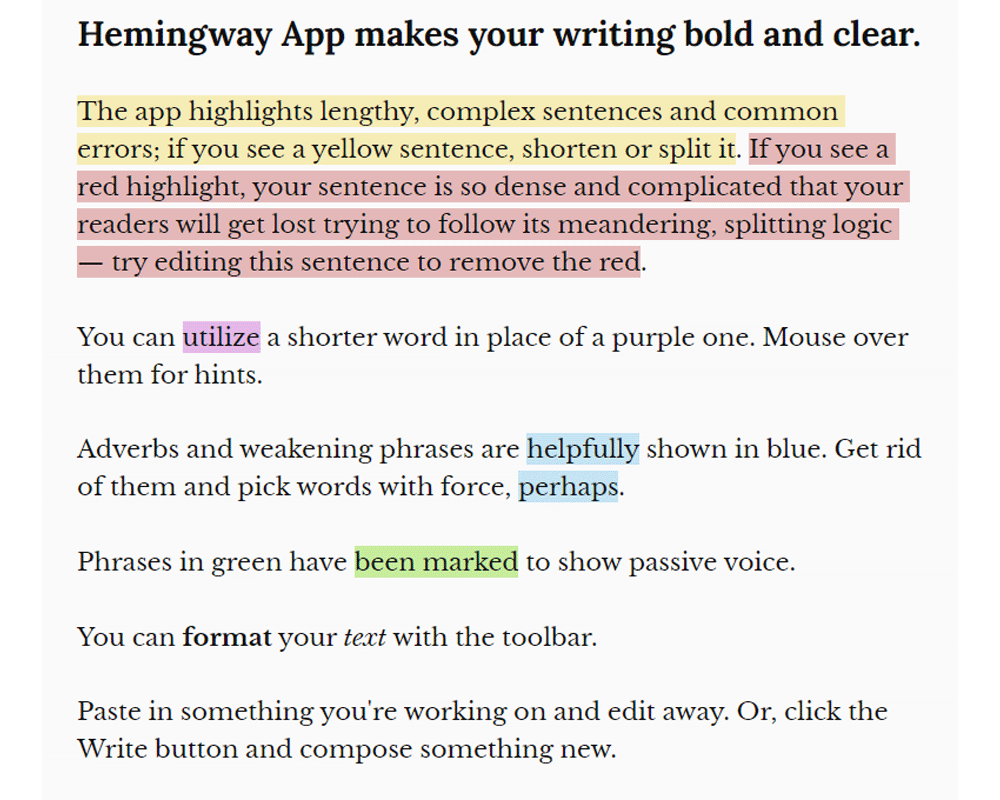 Hemingway App makes your writing bold and clear.
The app highlights lengthy, complex sentences and common
errors; if you see a yellow sentence, shorten or split it. If you see a
red highlight, your sentence is so dense and complicated that your
readers will get lost trying to follow its meandering, splitting logic
— try editing this sentence to remove the red.
You can utilize a shorter word in place of a purple one. Mouse over
them for hints.
Adverbs and weakening phrases are helpfully shown in blue. Get rid
of them and pick words with force, perhaps.
Phrases in green have been marked to show passive voice.
You can format your text with the toolbar.
Paste in something you're working on and edit away. Or, click the
Write button and compose something new.